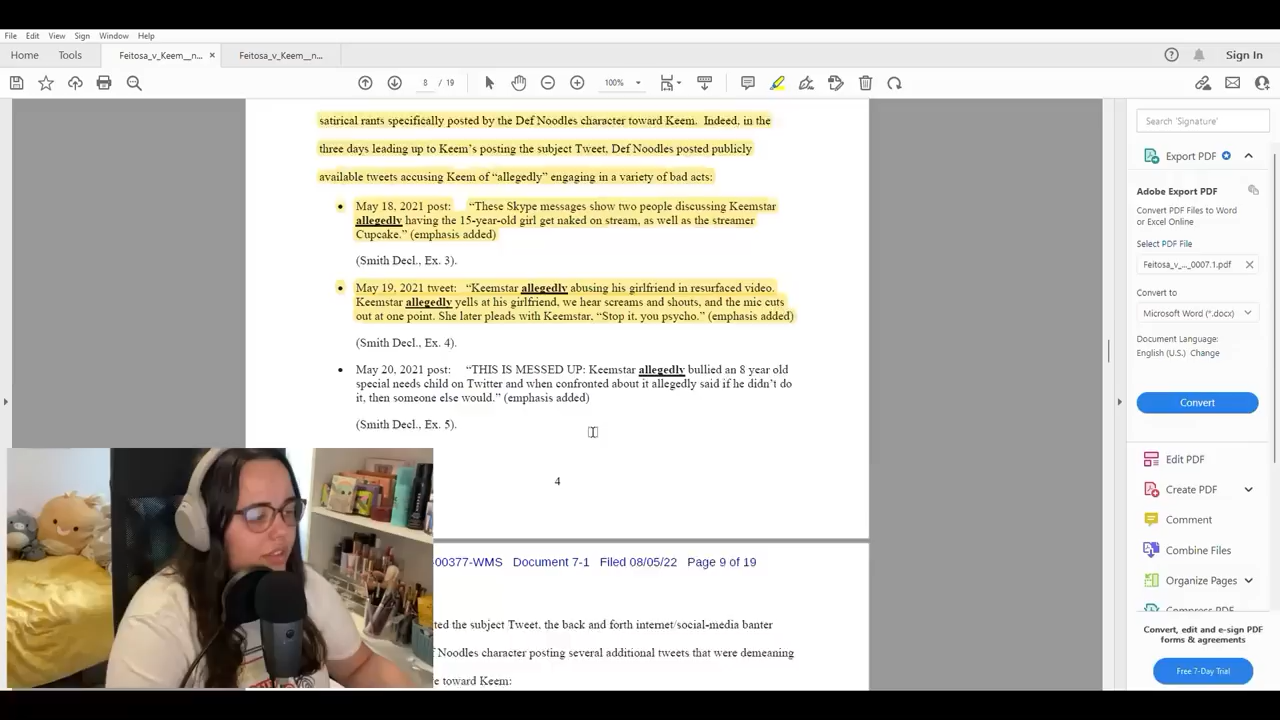 File Edit View Sign Window Help
Home Tools Feitosa_v_Keem__n... × Feitosa_v_Keem__n... Sign In
8 / 19 100%
satirical rants specifically posted by the Def Noodles character toward Keem. Indeed, in the
three days leading up to Keem's posting the subject Tweet, Def Noodles posted publicly
available tweets accusing Keem of “allegedly” engaging in a variety of bad acts:
• May 18, 2021 post: “These Skype messages show two people discussing Keemstar
allegedly having the 15-year-old girl get naked on stream, as well as the streamer
Cupcake.” (emphasis added)
(Smith Decl., Ex. 3).
• May 19, 2021 tweet: “Keemstar allegedly abusing his girlfriend in resurfaced video.
Keemstar allegedly yells at his girlfriend, we hear screams and shouts, and the mic cuts
out at one point. She later pleads with Keemstar, “Stop it, you psycho.” (emphasis added)
(Smith Decl., Ex. 4).
• May 20, 2021 post: “THIS IS MESSED UP: Keemstar allegedly bullied an 8 year old
special needs child on Twitter and when confronted about it allegedly said if he didn't do
it, then someone else would.” (emphasis added)
(Smith Decl., Ex. 5).
4
00377-WMS Document 7-1 Filed 08/05/22 Page 9 of 19
ted the subject Tweet, the back and forth internet/social-media banter
f Noodles character posting several additional tweets that were demeaning
e toward Keem:
Search 'Signature'
Export PDF
Adobe Export PDF
Convert PDF Files to Word
or Excel Online
Select PDF File
Feitosa_v_..._0007.1.pdf ×
Convert to
Microsoft Word (*.docx)
Document Language:
English (U.S.) Change
Convert
Edit PDF
Create PDF
Comment
Combine Files
Organize Pages
Compress PDF
Convert, edit and e-sign PDF
forms & agreements
Free 7-Day Trial